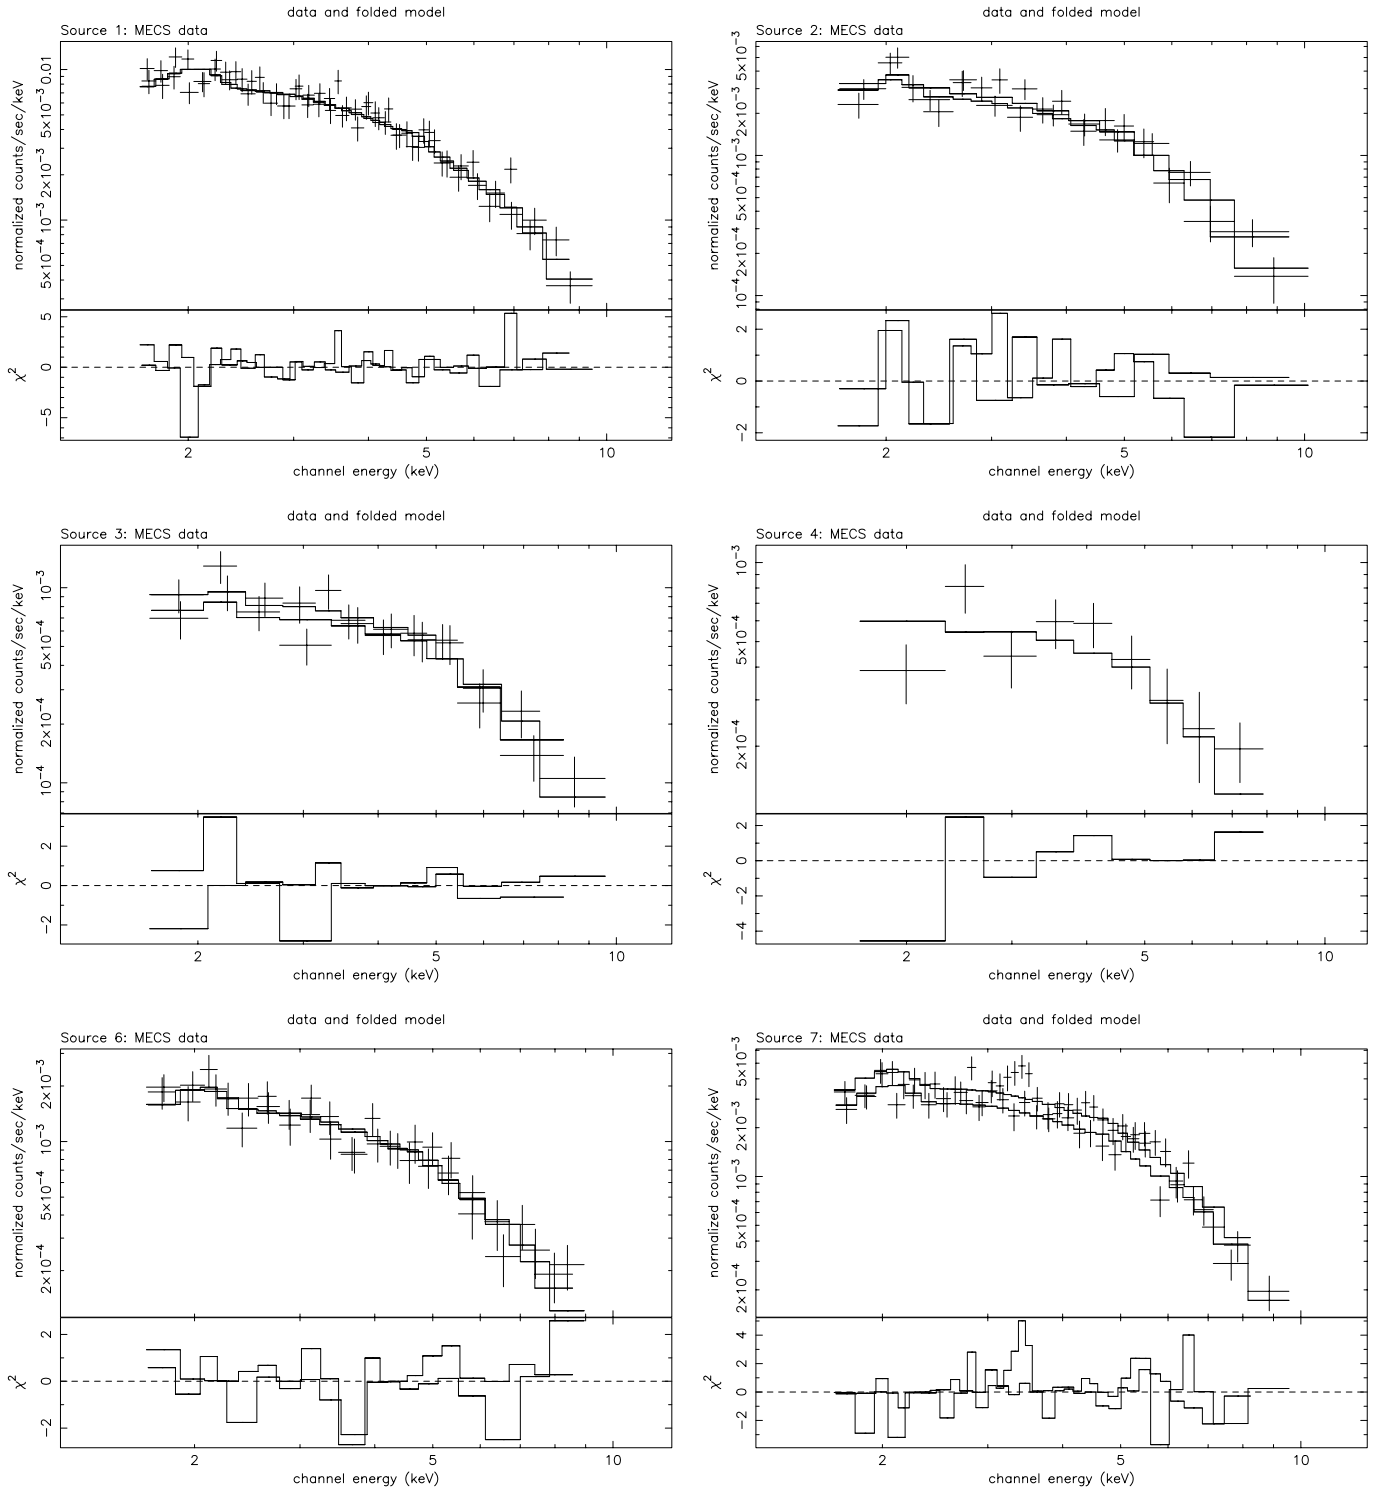 data and folded model
Source 1: MECS data
normalized counts/sec/keV
0.01
5×10⁻³
2×10⁻³
10⁻³
5×10⁻⁴
χ²
5
0
−5
2 5 10
channel energy (keV)
data and folded model
Source 2: MECS data
normalized counts/sec/keV
5×10⁻³
2×10⁻³
10⁻³
5×10⁻⁴
2×10⁻⁴
10⁻⁴
χ²
2
0
−2
2 5 10
channel energy (keV)
data and folded model
Source 3: MECS data
normalized counts/sec/keV
10⁻³
5×10⁻⁴
2×10⁻⁴
10⁻⁴
χ²
2
0
−2
2 5 10
channel energy (keV)
data and folded model
Source 4: MECS data
normalized counts/sec/keV
10⁻³
5×10⁻⁴
2×10⁻⁴
χ²
2
0
−2
−4
2 5 10
channel energy (keV)
data and folded model
Source 6: MECS data
normalized counts/sec/keV
2×10⁻³
10⁻³
5×10⁻⁴
2×10⁻⁴
χ²
2
0
−2
2 5 10
channel energy (keV)
data and folded model
Source 7: MECS data
normalized counts/sec/keV
5×10⁻³
2×10⁻³
10⁻³
5×10⁻⁴
2×10⁻⁴
χ²
4
2
0
−2
2 5 10
channel energy (keV)